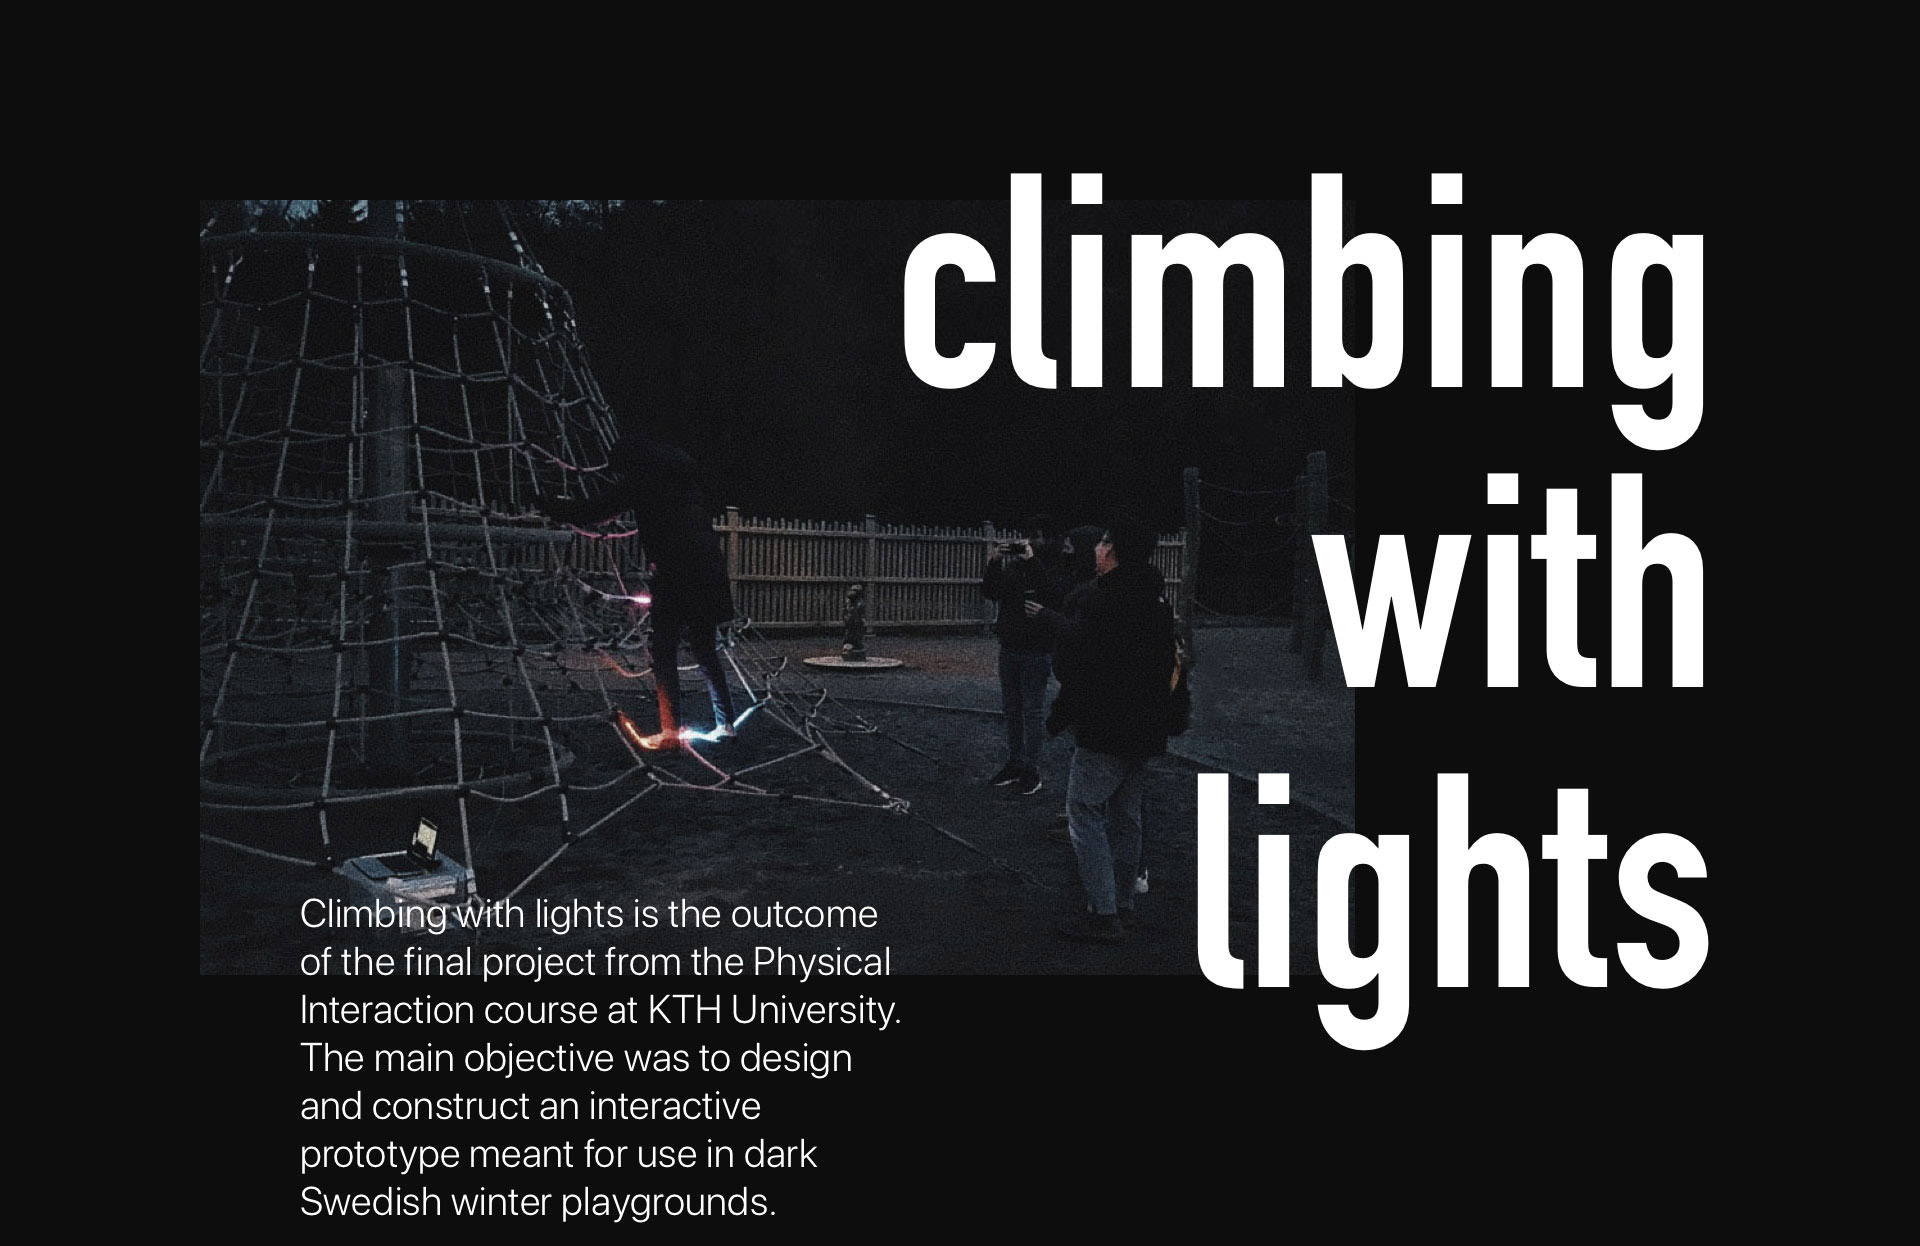 climbing
with
lights
Climbing with lights is the outcome
of the final project from the Physical
Interaction course at KTH University.
The main objective was to design
and construct an interactive
prototype meant for use in dark
Swedish winter playgrounds.